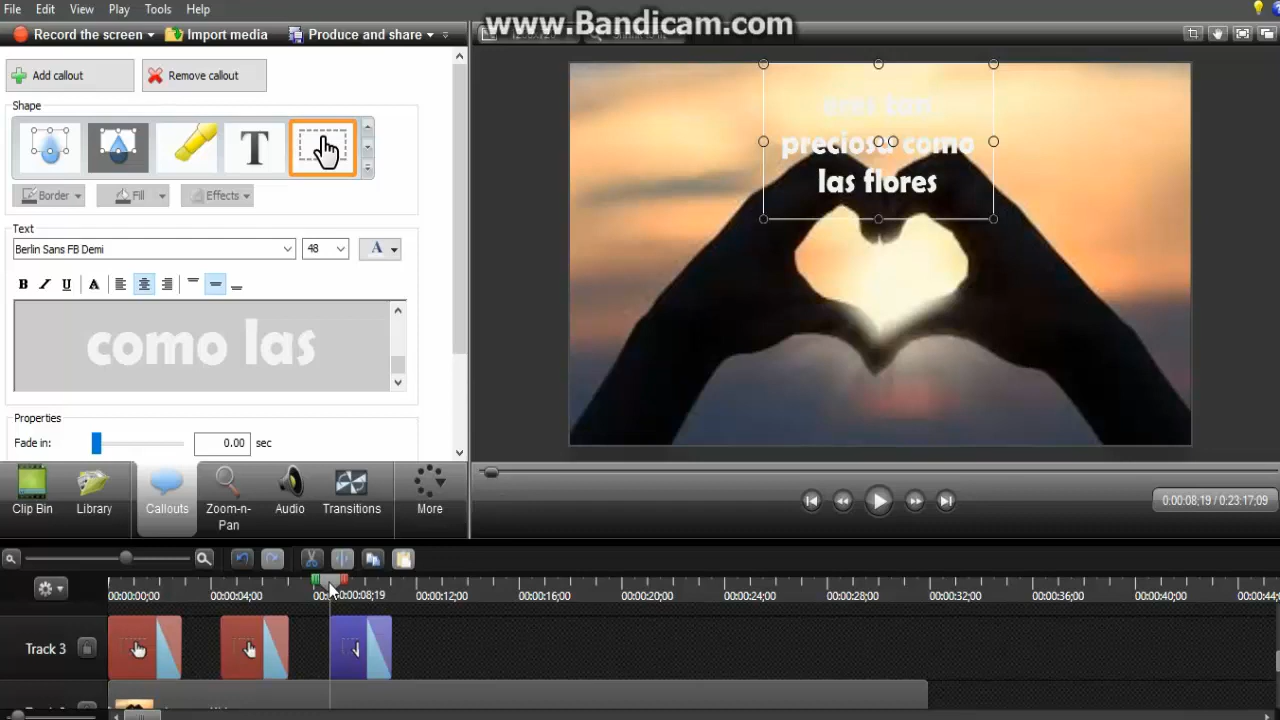 File Edit View Play Tools Help
www.Bandicam.com
Record the screen Import media Produce and share
Add callout Remove callout
Shape
T
Border Fill Effects
Text
Berlin Sans FB Demi 48 A
B I U A
como las
Properties
Fade in: 0.00 sec
eres tan
preciosa como
las flores
Clip Bin Library Callouts Zoom-n-Pan Audio Transitions More
0:00:08;19 / 0:23:17;09
00:00:00;00 00:00:04;00 00:00:08;19 00:00:12;00 00:00:16;00 00:00:20;00 00:00:24;00 00:00:28;00 00:00:32;00 00:00:36;00 00:00:40;00 00:00:44;
Track 3